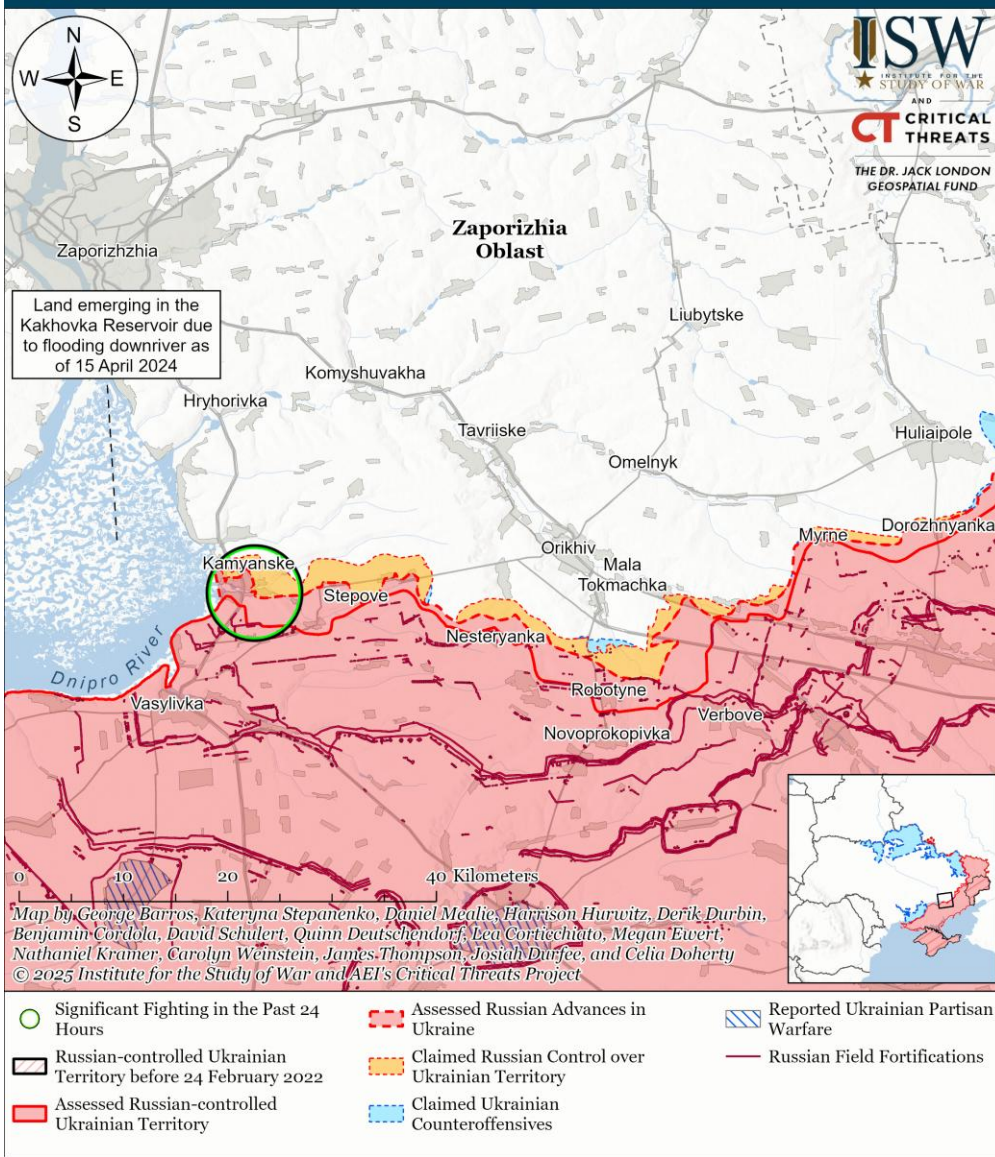 N
W
E
S
ISW
INSTITUTE FOR THE
STUDY OF WAR
AND
CT CRITICAL
THREATS
THE DR. JACK LONDON
GEOSPATIAL FUND
Zaporizhia
Oblast
Zaporizhzhia
Land emerging in the
Kakhovka Reservoir due
to flooding downriver as
of 15 April 2024
Liubytske
Komyshuvakha
Hryhorivka
Tavriiske
Huliaipole
Omelnyk
Dorozhnyanka
Myrne
Orikhiv
Kamyanske
Mala
Tokmachka
Stepove
Nesteryanka
Dnipro River
Robotyne
Vasylivka
Verbove
Novoprokopivka
0 10 20 40 Kilometers
Map by George Barros, Kateryna Stepanenko, Daniel Mealie, Harrison Hurwitz, Derik Durbin,
Benjamin Cordola, David Schulert, Quinn Deutschendorf, Lea Corticchiato, Megan Ewert,
Nathaniel Kramer, Carolyn Weinstein, James Thompson, Josiah Durfee, and Celia Doherty
© 2025 Institute for the Study of War and AEI's Critical Threats Project
Significant Fighting in the Past 24
Hours
Russian-controlled Ukrainian
Territory before 24 February 2022
Assessed Russian-controlled
Ukrainian Territory
Assessed Russian Advances in
Ukraine
Claimed Russian Control over
Ukrainian Territory
Claimed Ukrainian
Counteroffensives
Reported Ukrainian Partisan
Warfare
Russian Field Fortifications